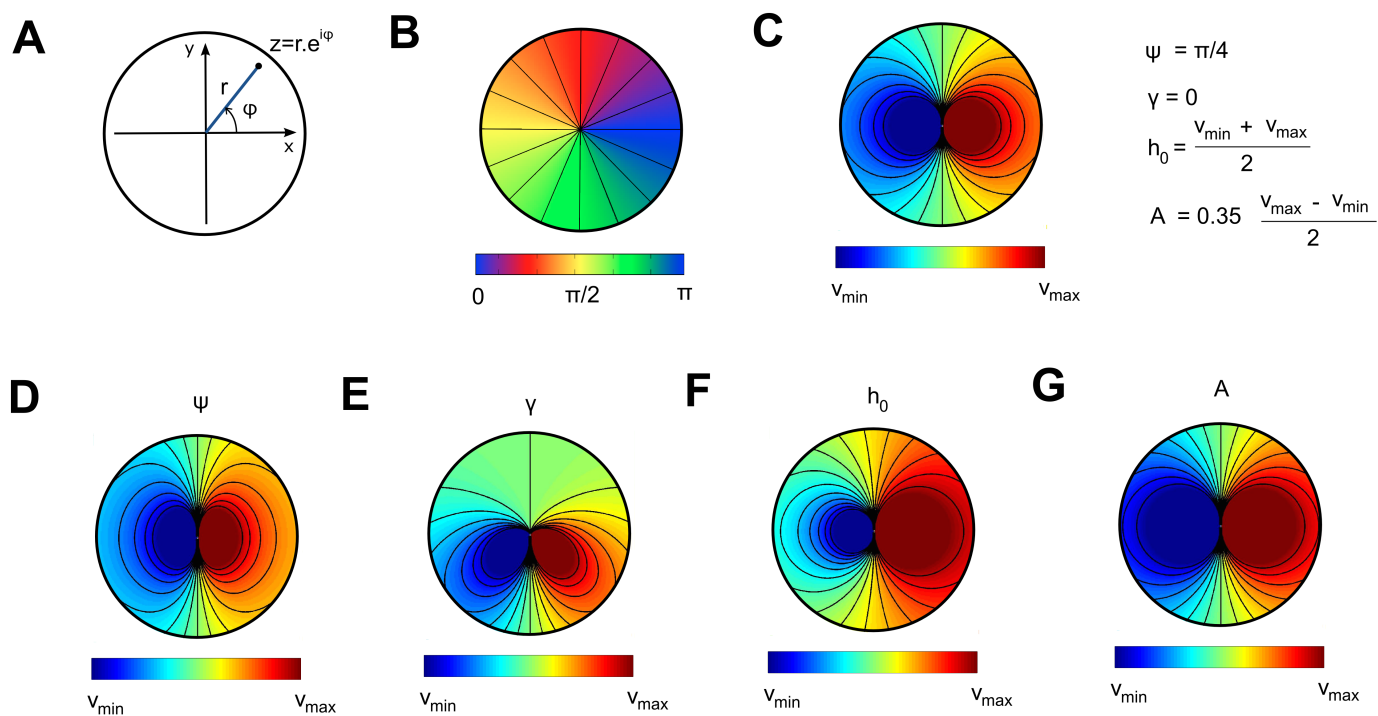 A
y
z=r.e^iφ
r
φ
x
B
0
π/2
π
C
v_min
v_max
ψ = π/4
γ = 0
h_0 = (v_min + v_max)/2
A = 0.35 (v_max - v_min)/2
D
ψ
v_min
v_max
E
γ
v_min
v_max
F
h_0
v_min
v_max
G
A
v_min
v_max